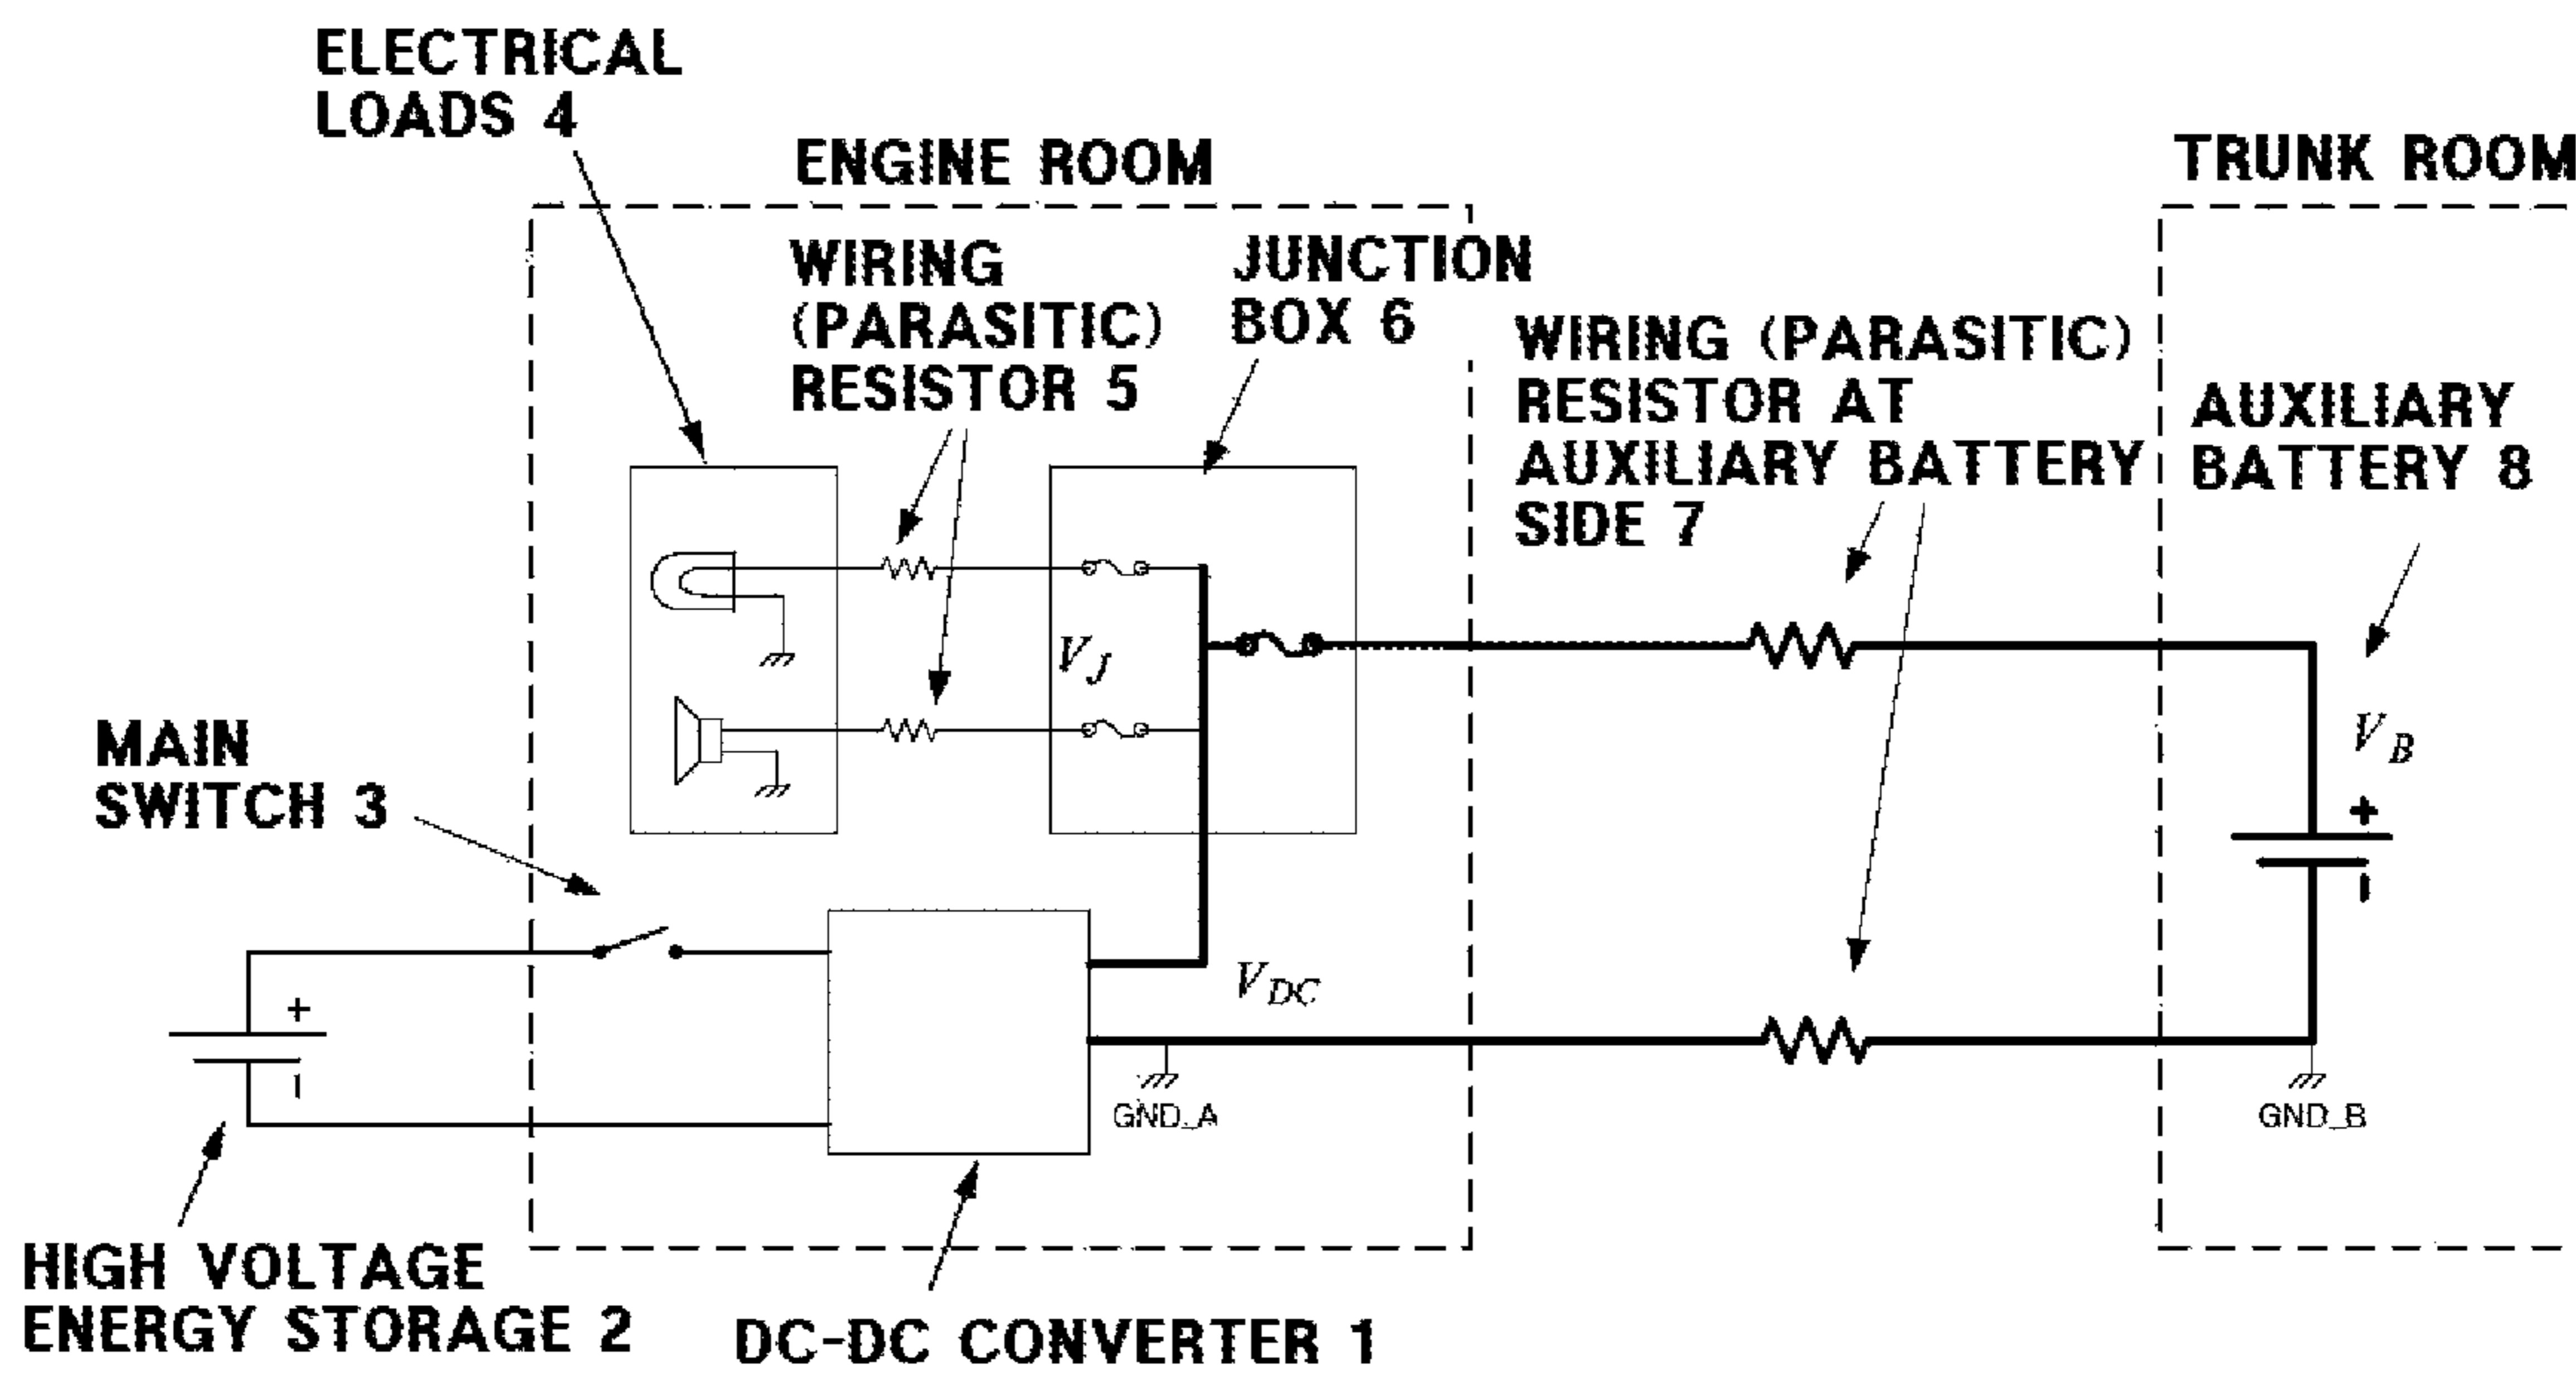 ELECTRICAL
LOADS 4
ENGINE ROOM
TRUNK ROOM
WIRING
(PARASITIC)
RESISTOR 5
JUNCTION
BOX 6
WIRING (PARASITIC)
RESISTOR AT
AUXILIARY BATTERY
SIDE 7
AUXILIARY
BATTERY 8
V_J
MAIN
SWITCH 3
V_B
+
−
V_DC
+
−
GND_A
GND_B
HIGH VOLTAGE
ENERGY STORAGE 2
DC-DC CONVERTER 1